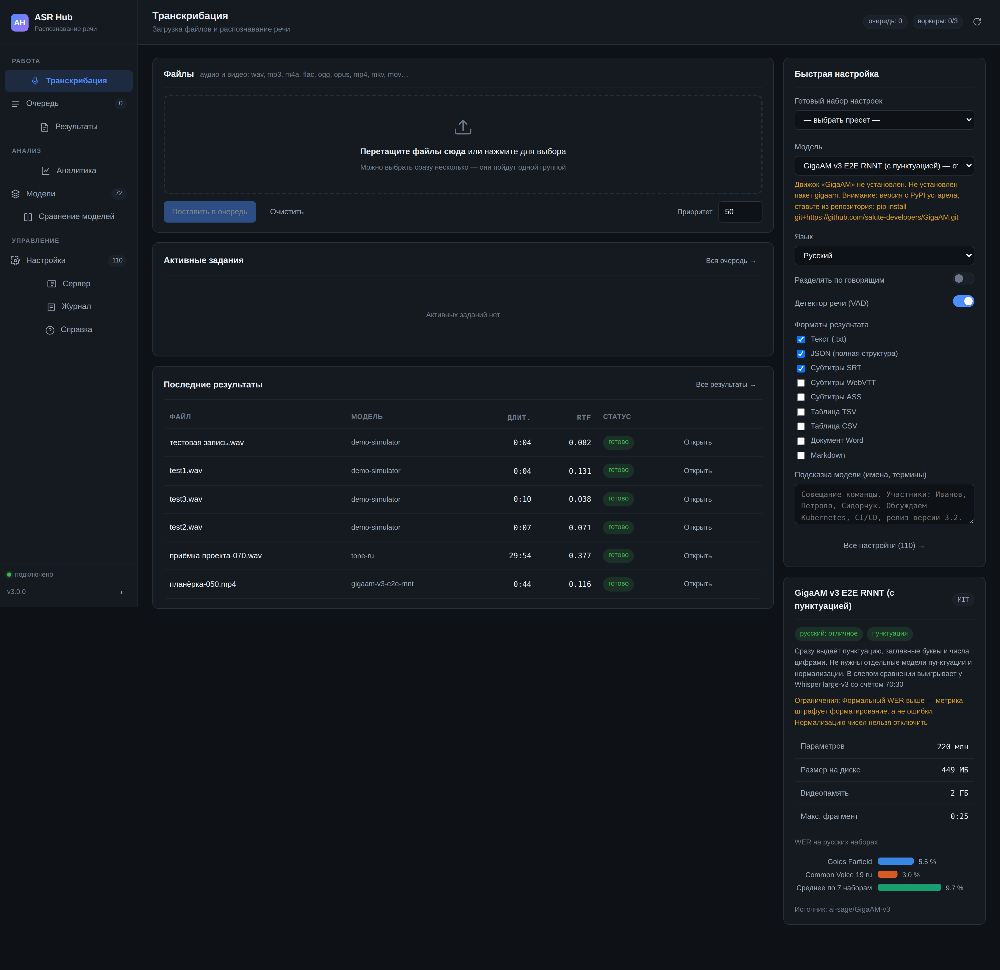 AH
ASR Hub
Распознавание речи
РАБОТА
Транскрибация
Очередь 0
Результаты
АНАЛИЗ
Аналитика
Модели 72
Сравнение моделей
УПРАВЛЕНИЕ
Настройки 110
Сервер
Журнал
Справка
подключено
v3.0.0
Транскрибация
Загрузка файлов и распознавание речи
очередь: 0 воркеры: 0/3
Файлы аудио и видео: wav, mp3, m4a, flac, ogg, opus, mp4, mkv, mov…
Перетащите файлы сюда или нажмите для выбора
Можно выбрать сразу несколько — они пойдут одной группой
Поставить в очередь Очистить Приоритет 50
Активные задания Вся очередь →
Активных заданий нет
Последние результаты Все результаты →
ФАЙЛ МОДЕЛЬ ДЛИТ. RTF СТАТУС
тестовая запись.wav demo-simulator 0:04 0.082 готово Открыть
test1.wav demo-simulator 0:04 0.131 готово Открыть
test3.wav demo-simulator 0:10 0.038 готово Открыть
test2.wav demo-simulator 0:07 0.071 готово Открыть
приёмка проекта-070.wav tone-ru 29:54 0.377 готово Открыть
планёрка-050.mp4 gigaam-v3-e2e-rnnt 0:44 0.116 готово Открыть
Быстрая настройка
Готовый набор настроек
— выбрать пресет —
Модель
GigaAM v3 E2E RNNT (с пунктуацией) — от
Движок «GigaAM» не установлен. Не установлен
пакет gigaam. Внимание: версия с PyPI устарела,
ставьте из репозитория: pip install
git+https://github.com/salute-developers/GigaAM.git
Язык
Русский
Разделять по говорящим
Детектор речи (VAD)
Форматы результата
Текст (.txt)
JSON (полная структура)
Субтитры SRT
Субтитры WebVTT
Субтитры ASS
Таблица TSV
Таблица CSV
Документ Word
Markdown
Подсказка модели (имена, термины)
Совещание команды. Участники: Иванов,
Петрова, Сидорчук. Обсуждаем
Kubernetes, CI/CD, релиз версии 3.2.
Все настройки (110) →
GigaAM v3 E2E RNNT (с
пунктуацией)
MIT
русский: отличное пунктуация
Сразу выдаёт пунктуацию, заглавные буквы и числа
цифрами. Не нужны отдельные модели пунктуации и
нормализации. В слепом сравнении выигрывает у
Whisper large-v3 со счётом 70:30
Ограничения: Формальный WER выше — метрика
штрафует форматирование, а не ошибки.
Нормализацию чисел нельзя отключить
Параметров 220 млн
Размер на диске 449 МБ
Видеопамять 2 ГБ
Макс. фрагмент 0:25
WER на русских наборах
Golos Farfield 5.5 %
Common Voice 19 ru 3.0 %
Среднее по 7 наборам 9.7 %
Источник: ai-sage/GigaAM-v3